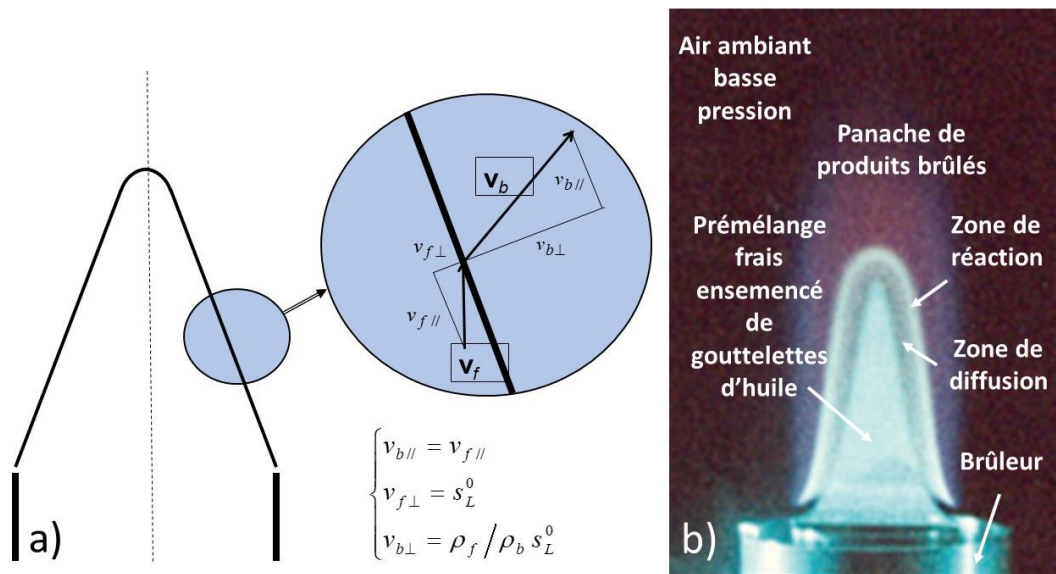 v_b
v_b//
v_f⊥
v_b⊥
v_f//
v_f
v_b// = v_f//
v_f⊥ = s_L^0
v_b⊥ = ρ_f / ρ_b s_L^0
a)
Air ambiant
basse
pression
Panache de
produits brûlés
Prémélange
frais
ensemencé
de
gouttelettes
d'huile
Zone de
réaction
Zone de
diffusion
Brûleur
b)